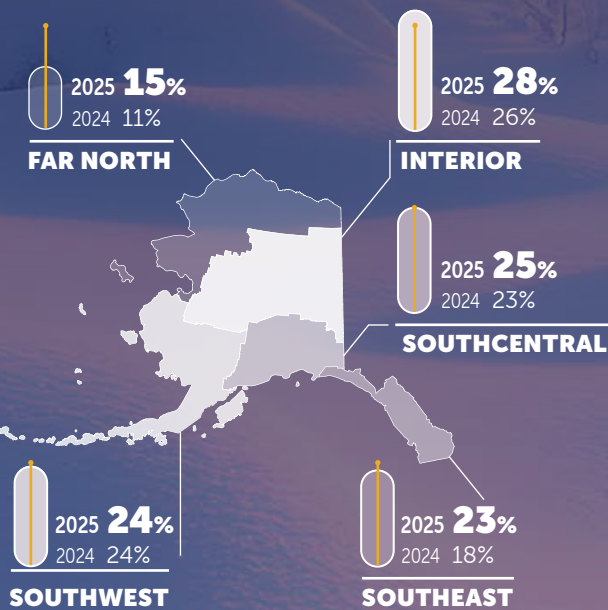 2025 15%
2024 11%
FAR NORTH
2025 28%
2024 26%
INTERIOR
2025 25%
2024 23%
SOUTHCENTRAL
2025 24%
2024 24%
SOUTHWEST
2025 23%
2024 18%
SOUTHEAST